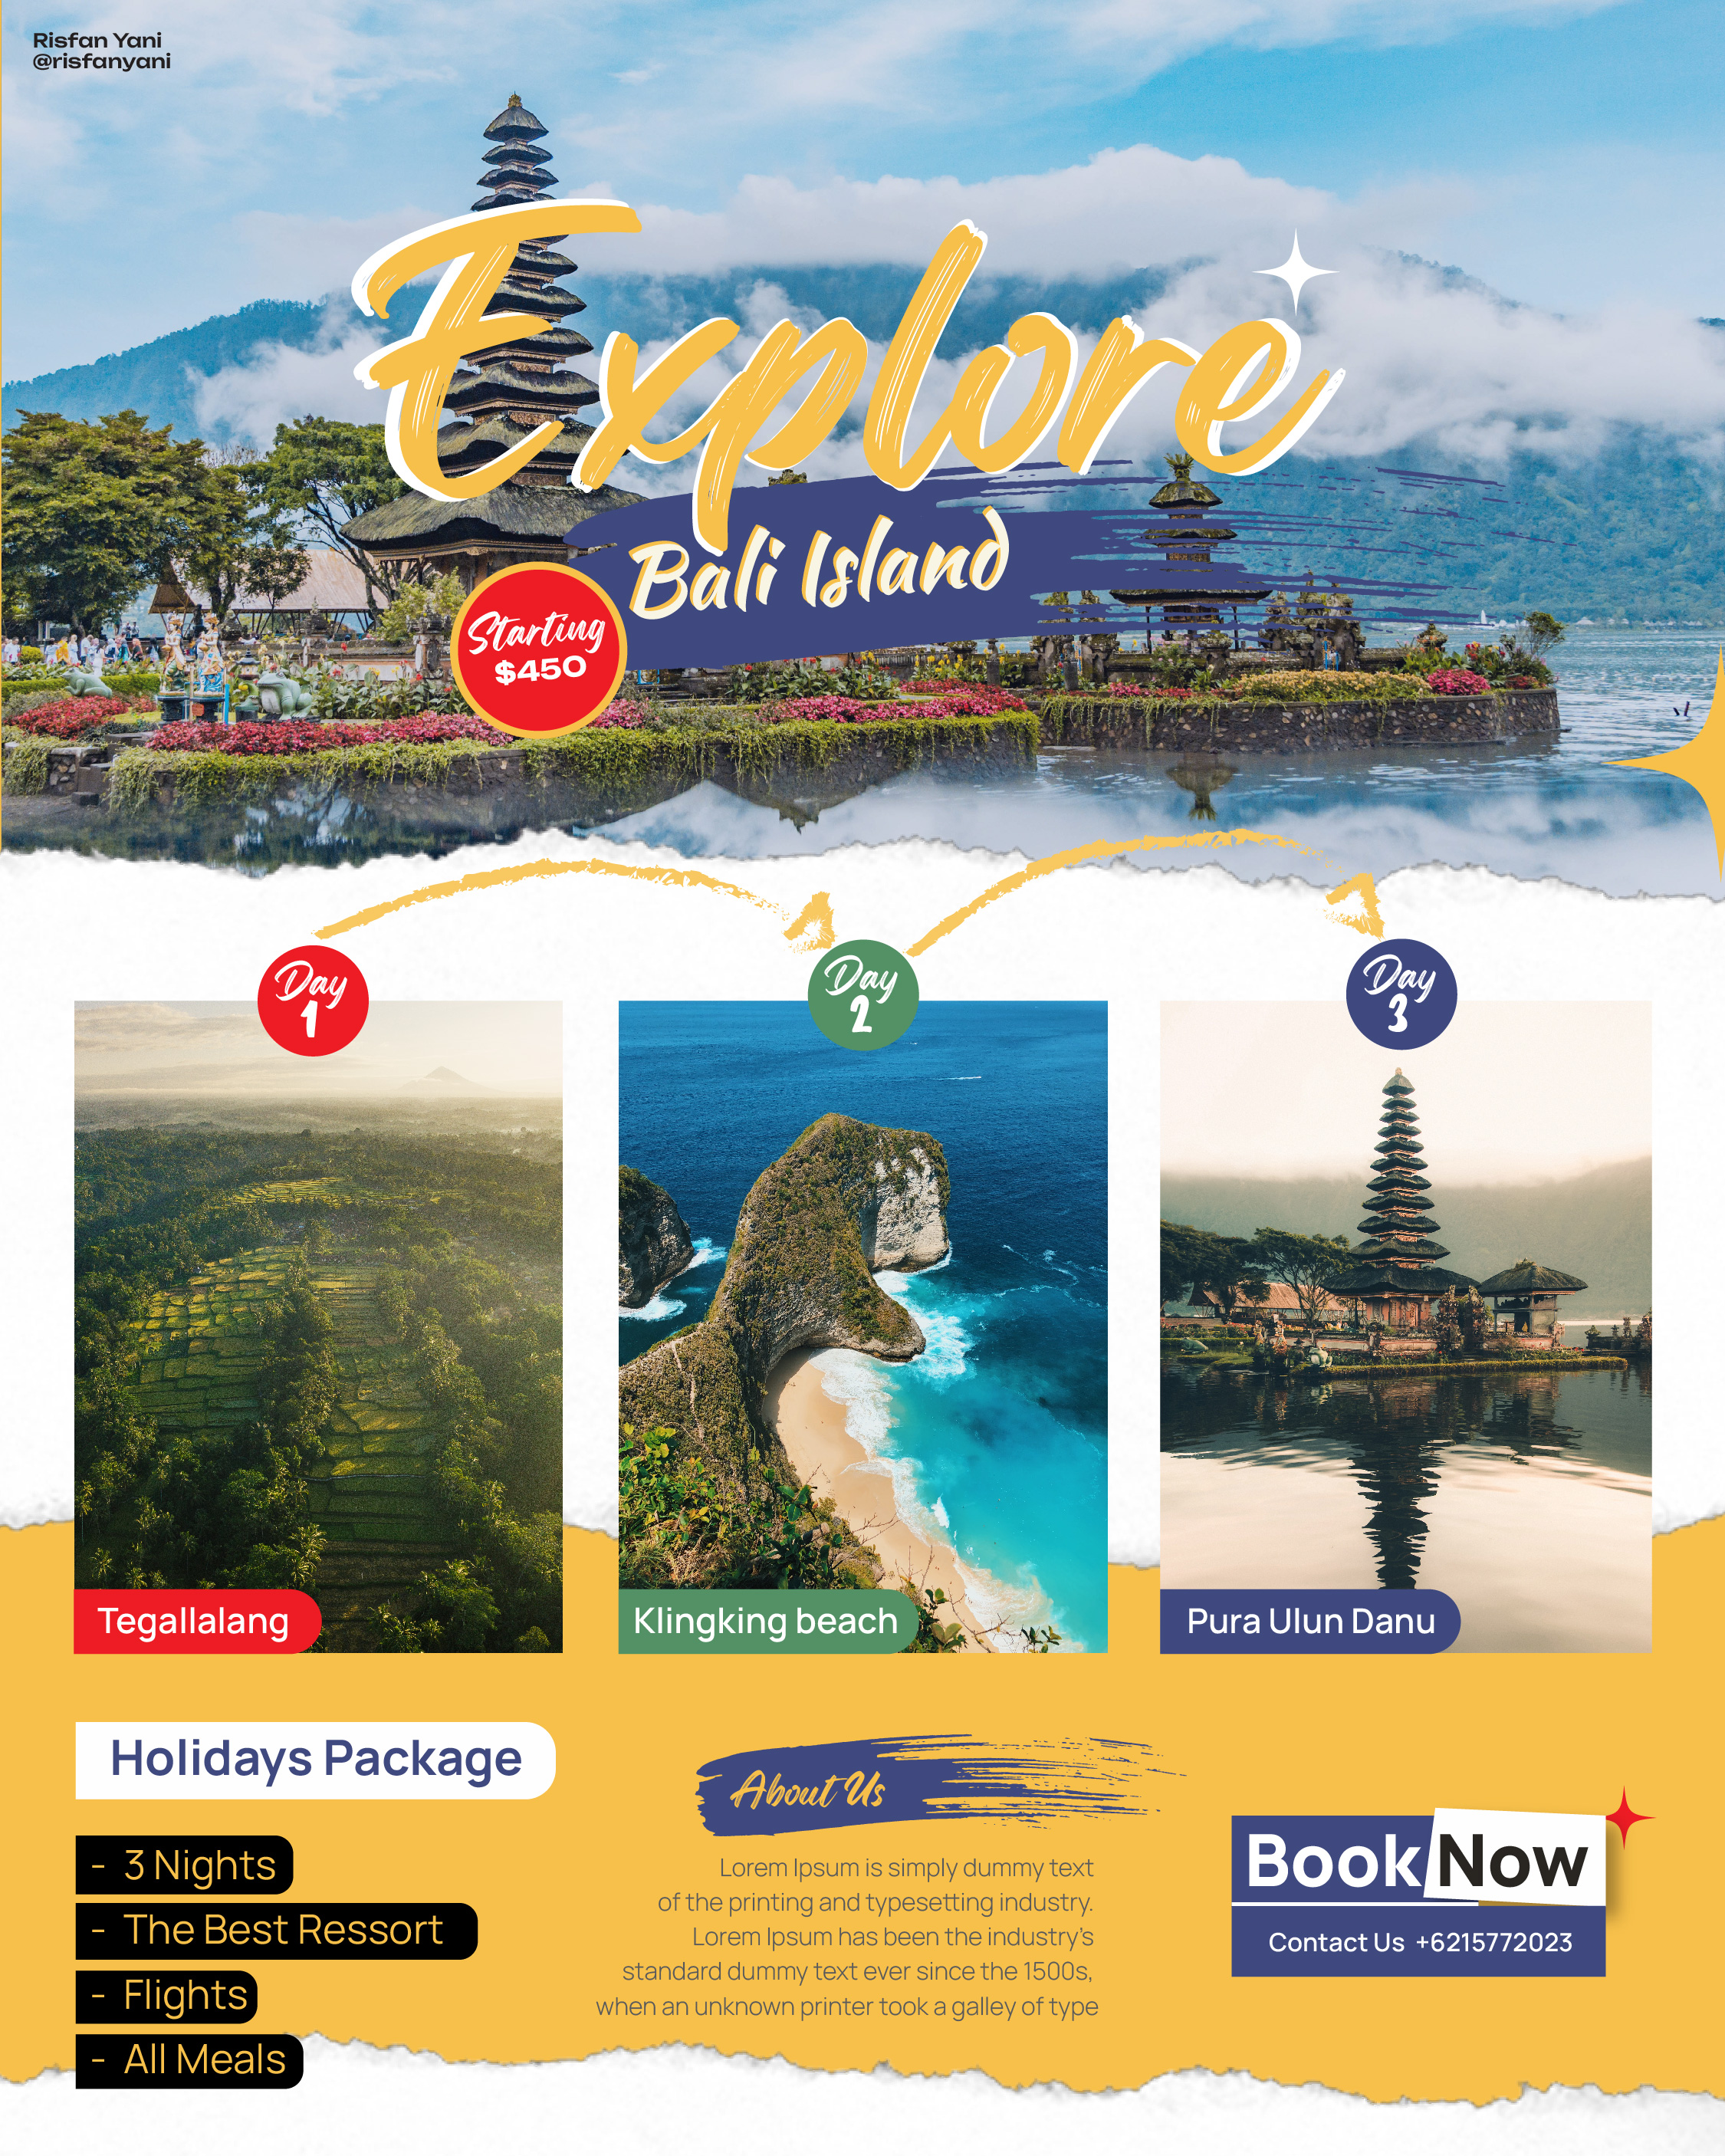 Risfan Yani
@risfanyani
Explore
Bali Island
Starting
$450
Day
1
Day
2
Day
3
Tegallalang
Klingking beach
Pura Ulun Danu
Holidays Package
- 3 Nights
- The Best Ressort
- Flights
- All Meals
About Us
Lorem Ipsum is simply dummy text
of the printing and typesetting industry.
Lorem Ipsum has been the industry's
standard dummy text ever since the 1500s,
when an unknown printer took a galley of type
Book Now
Contact Us +6215772023